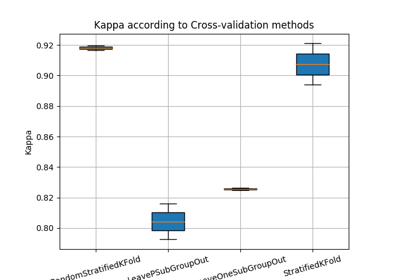 Kappa according to Cross-validation methods
0.92
0.90
0.88
0.86
0.84
0.82
0.80
Kappa
LeavePSubGroupOut
StratifiedKFold